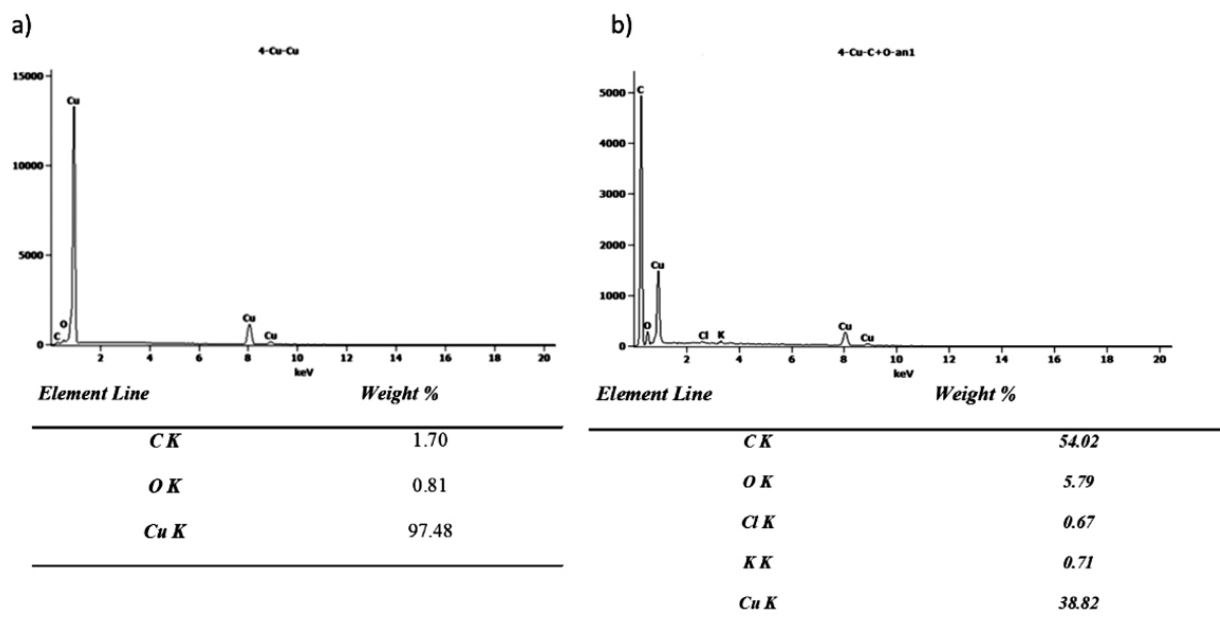 a)
4-Cu-Cu
15000
10000
5000
0
Cu
C
O
Cu
Cu
2 4 6 8 10 12 14 16 18 20
keV
Element Line Weight %
C K 1.70
O K 0.81
Cu K 97.48
b)
4-Cu-C+O-an1
5000
4000
3000
2000
1000
0
C
O
Cu
Cl
K
Cu
Cu
2 4 6 8 10 12 14 16 18 20
keV
Element Line Weight %
C K 54.02
O K 5.79
Cl K 0.67
K K 0.71
Cu K 38.82